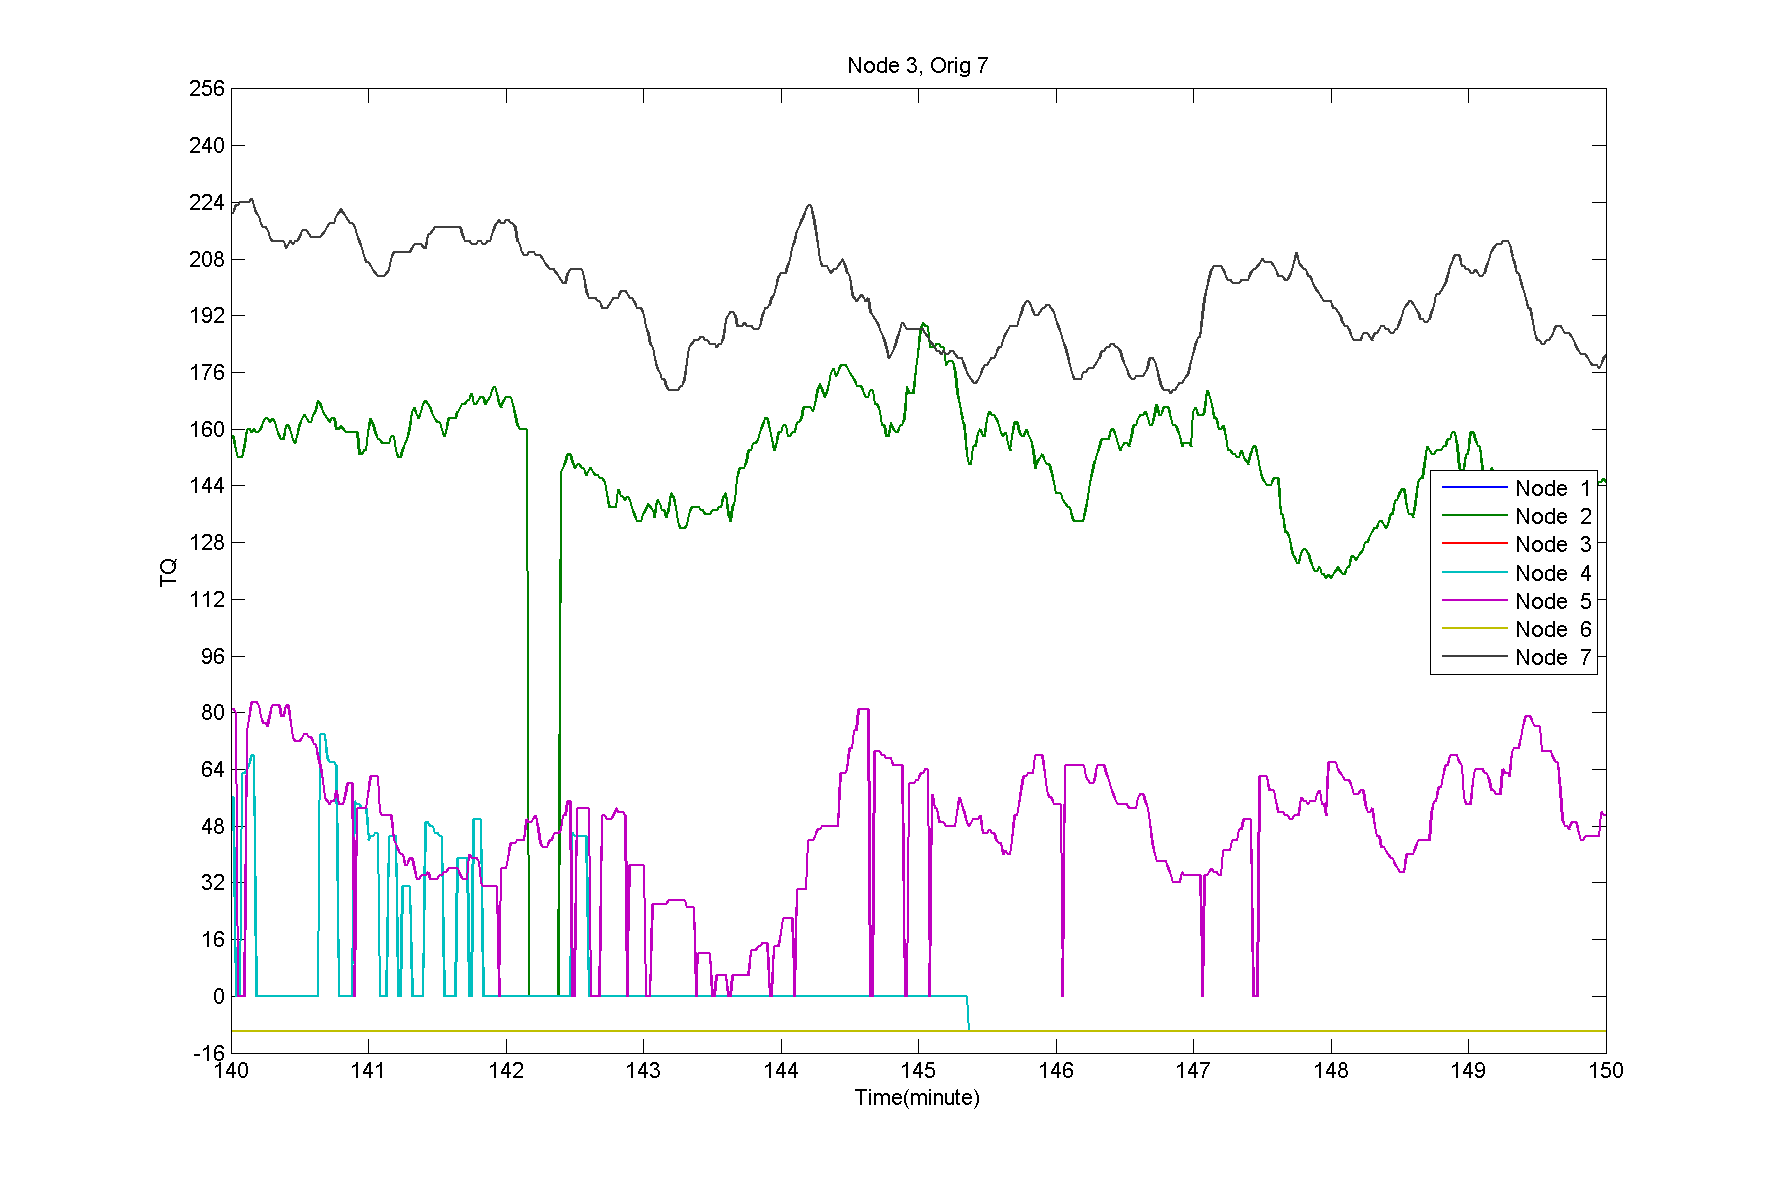 Node 3, Orig 7
256
240
224
208
192
176
160
144
128
112
96
80
64
48
32
16
0
-16
TQ
Node 1
Node 2
Node 3
Node 4
Node 5
Node 6
Node 7
140 141 142 143 144 145 146 147 148 149 150
Time(minute)